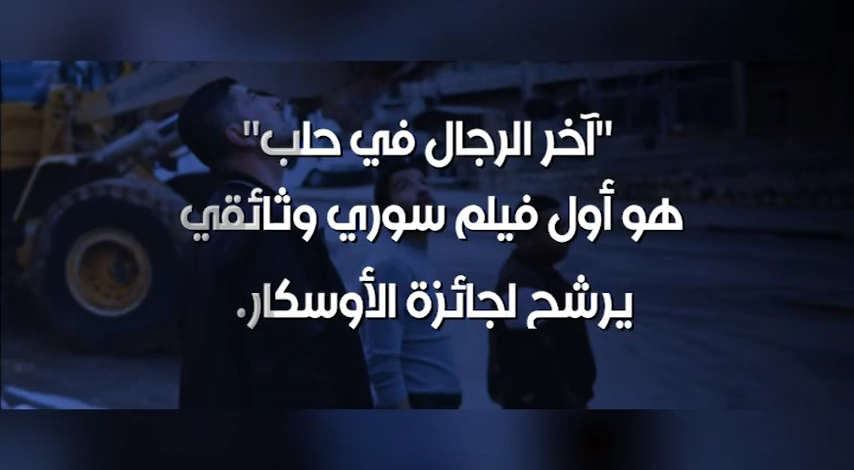 "آخر الرجال في حلب"
هو أول فيلم سوري وثائقي
يرشح لجائزة الأوسكار.